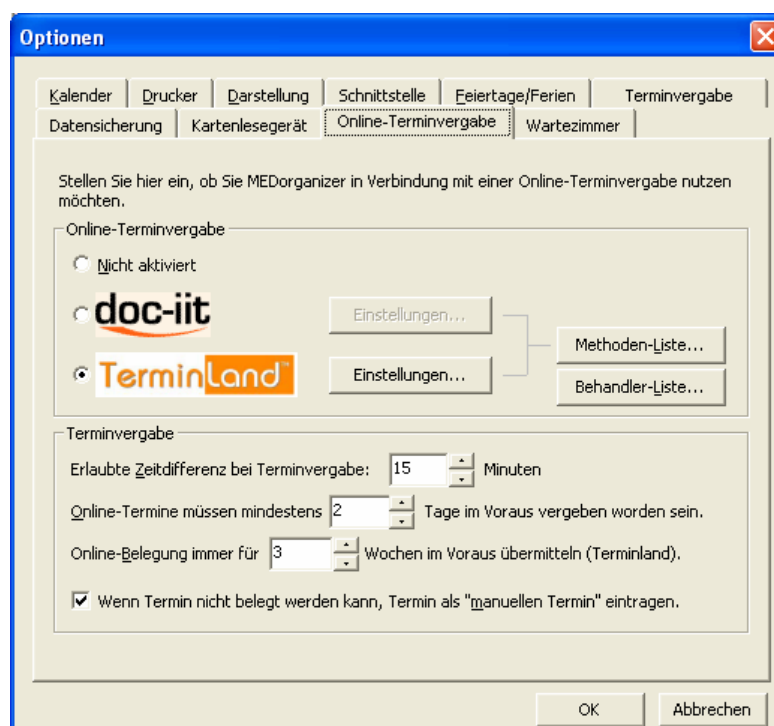 Optionen
Kalender Drucker Darstellung Schnittstelle Feiertage/Ferien Terminvergabe
Datensicherung Kartenlesegerät Online-Terminvergabe Wartezimmer
Stellen Sie hier ein, ob Sie MEDorganizer in Verbindung mit einer Online-Terminvergabe nutzen
möchten.
Online-Terminvergabe
Nicht aktiviert
doc-iit Einstellungen...
Methoden-Liste...
TerminLand™ Einstellungen...
Behandler-Liste...
Terminvergabe
Erlaubte Zeitdifferenz bei Terminvergabe: 15 Minuten
Online-Termine müssen mindestens 2 Tage im Voraus vergeben worden sein.
Online-Belegung immer für 3 Wochen im Voraus übermitteln (Terminland).
Wenn Termin nicht belegt werden kann, Termin als "manuellen Termin" eintragen.
OK Abbrechen